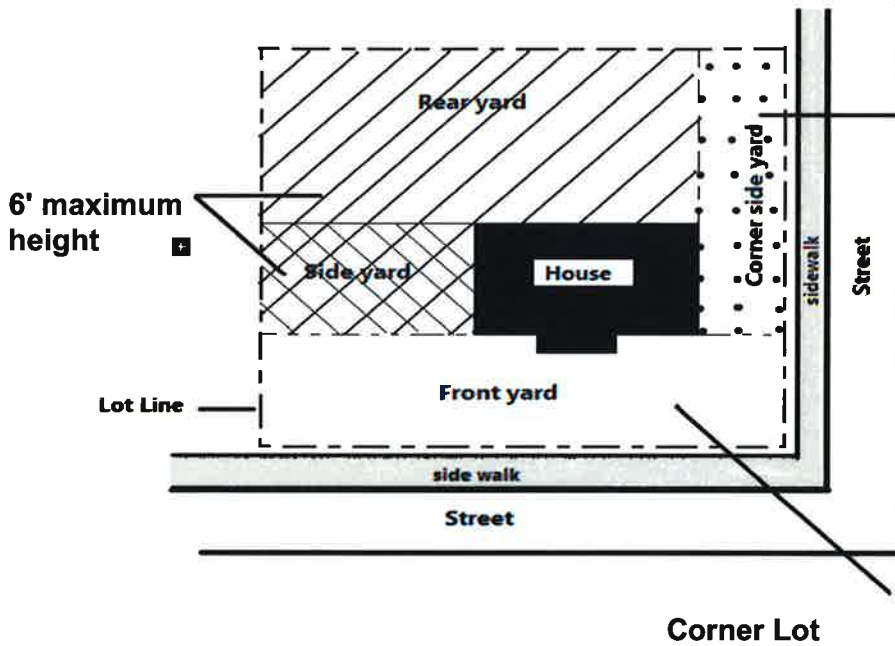 Rear yard
Corner side yard
6' maximum
height
Side yard
House
sidewalk
Street
Front yard
Lot Line
side walk
Street
Corner Lot